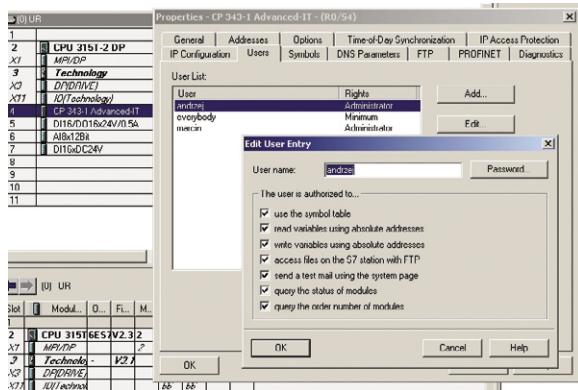 (0) UR
1
2 CPU 315T-2 DP
X1 MPI/DP
3 Technology
X3 DP(DRIVE)
X11 IO(Technology)
4 CP 343-1 Advanced-IT
5 DI16/DO16x24V/0.5A
6 AI8x12Bit
7 DI16xDC24V
8
9
10
11
Properties - CP 343-1 Advanced-IT - (R0/S4)
General Addresses Options Time-of-Day Synchronization IP Access Protection
IP Configuration Users Symbols DNS Parameters FTP PROFINET Diagnostics
User List:
User Rights
andrzej Administrator
everybody Minimum
marcin Administrator
Add...
Edit...
Edit User Entry
User name: andrzej Password...
The user is authorized to...
use the symbol table
read variables using absolute addresses
write variables using absolute addresses
access files on the S7 station with FTP
send a test mail using the system page
query the status of modules
query the order number of modules
OK Cancel Help
OK
(0) UR
Slot Modul... O... Fi... M...
1
2 CPU 315T 6ES7 V2.3 2
X1 MPI/DP 2
3 Technolo -
X3 DP(DRIVE)
X11 IO(Technol